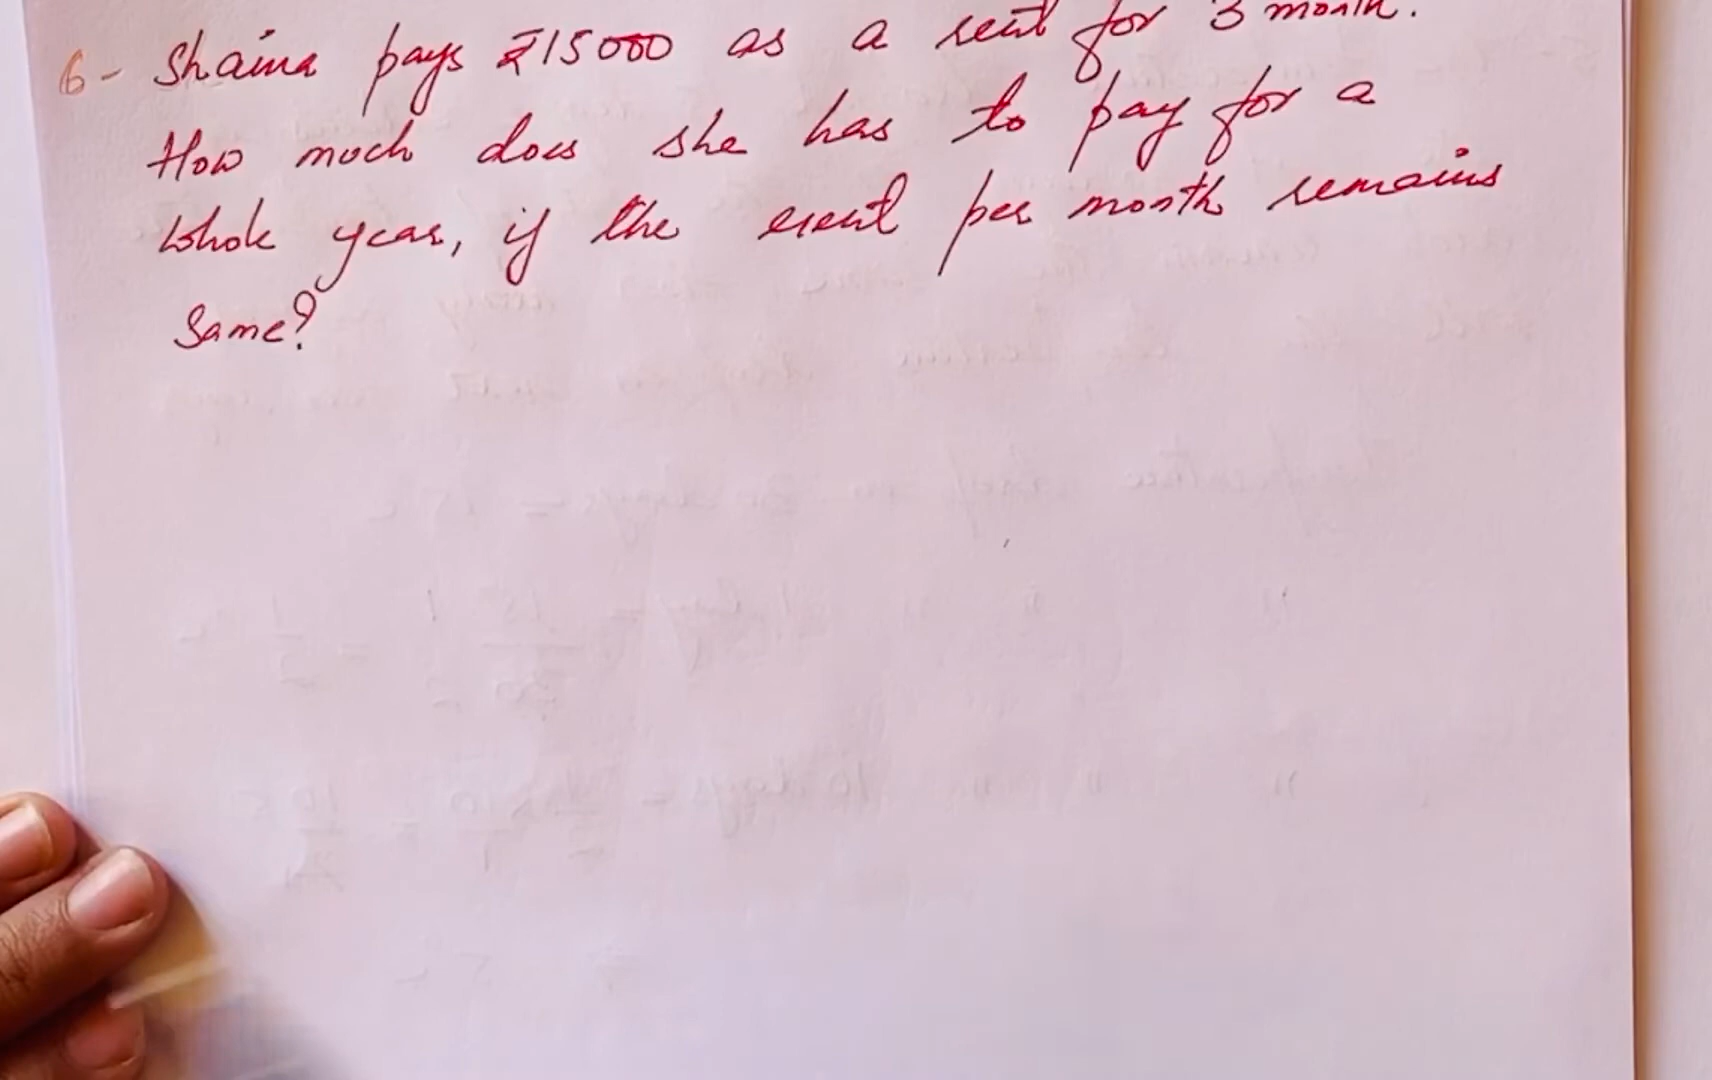 6- Shaina pays ₹15000 as a rent for 3 month.
How much does she has to pay for a
whole year, if the rent per month remains
Same?